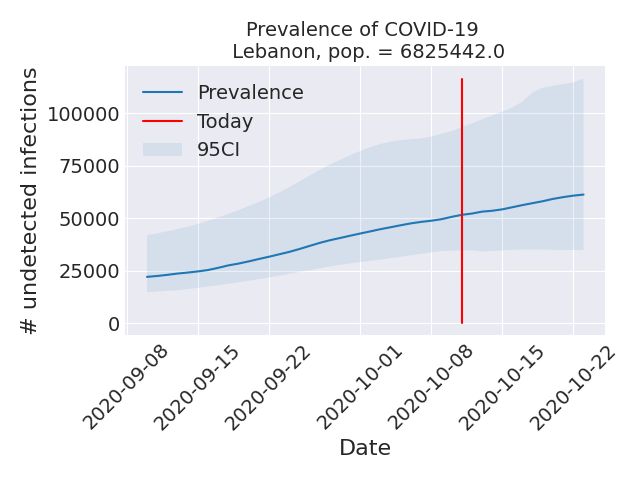 Prevalence of COVID-19
Lebanon, pop. = 6825442.0
Prevalence
Today
95CI
# undetected infections
100000
75000
50000
25000
0
2020-09-08
2020-09-15
2020-09-22
2020-10-01
2020-10-08
2020-10-15
2020-10-22
Date